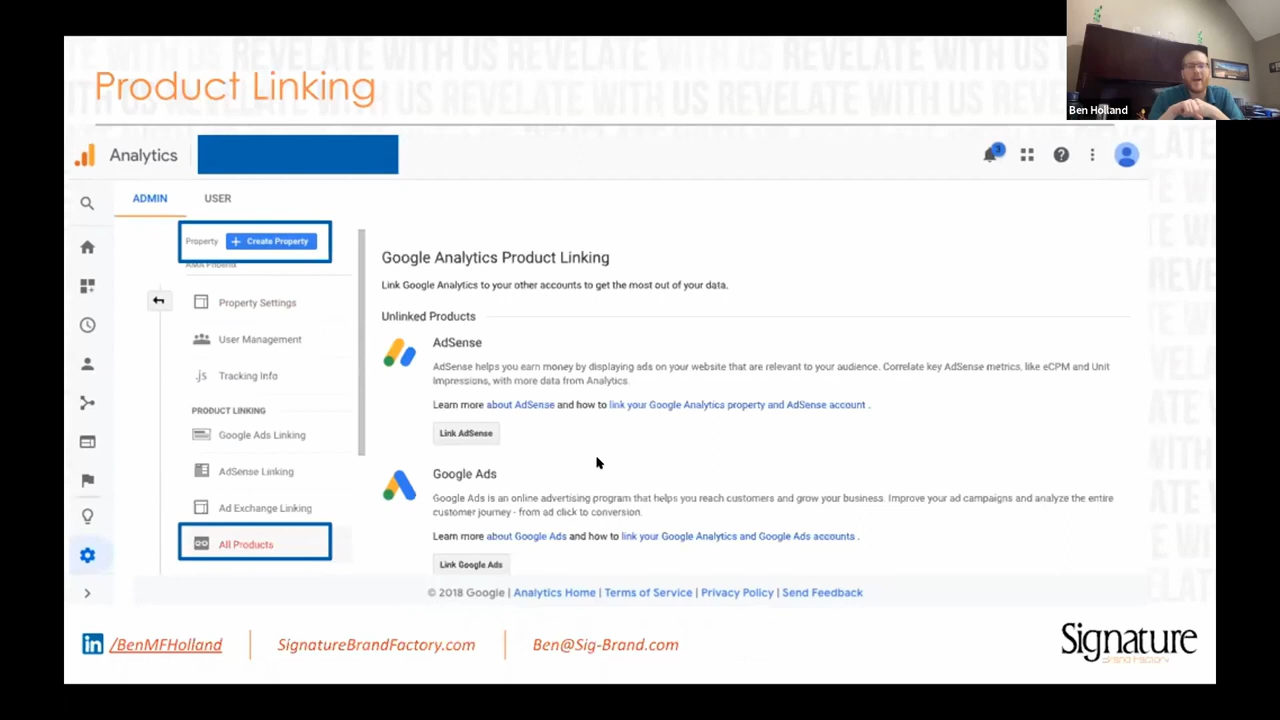 Product Linking
Ben Holland
Analytics
3
ADMIN
USER
Property
+ Create Property
Property Settings
User Management
.js Tracking Info
PRODUCT LINKING
Google Ads Linking
AdSense Linking
Ad Exchange Linking
All Products
Google Analytics Product Linking
Link Google Analytics to your other accounts to get the most out of your data.
Unlinked Products
AdSense
AdSense helps you earn money by displaying ads on your website that are relevant to your audience. Correlate key AdSense metrics, like eCPM and Unit
Impressions, with more data from Analytics.
Learn more about AdSense and how to link your Google Analytics property and AdSense account .
Link AdSense
Google Ads
Google Ads is an online advertising program that helps you reach customers and grow your business. Improve your ad campaigns and analyze the entire
customer journey - from ad click to conversion.
Learn more about Google Ads and how to link your Google Analytics and Google Ads accounts .
Link Google Ads
© 2018 Google | Analytics Home | Terms of Service | Privacy Policy | Send Feedback
in /BenMFHolland
SignatureBrandFactory.com
Ben@Sig-Brand.com
Signature